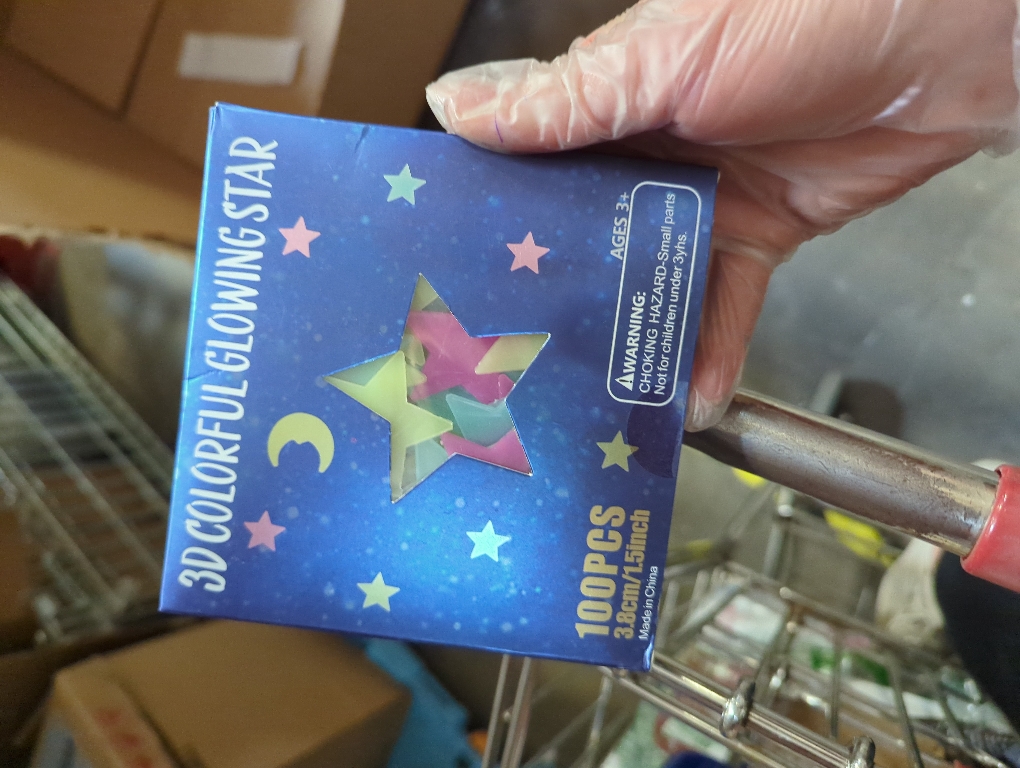 3D COLORFUL GLOWING STAR
AGES 3+
WARNING:
CHOKING HAZARD-Small parts
Not for children under 3yhs.
100PCS
3.8cm/1.5inch
Made in China